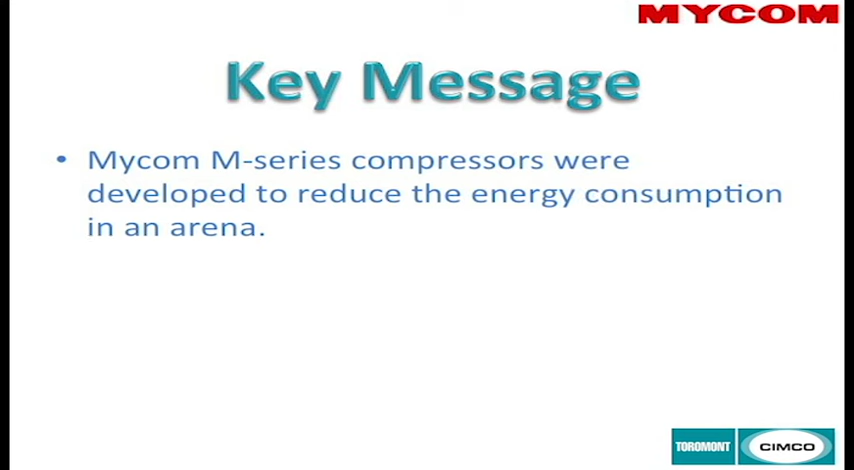 MYCOM
Key Message
• Mycom M-series compressors were
developed to reduce the energy consumption
in an arena.
TOROMONT CIMCO